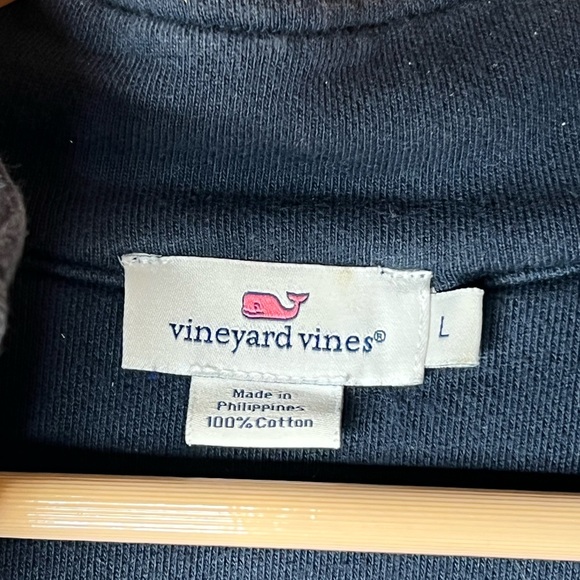 vineyard vines®
L
Made in
Philippines
100% Cotton